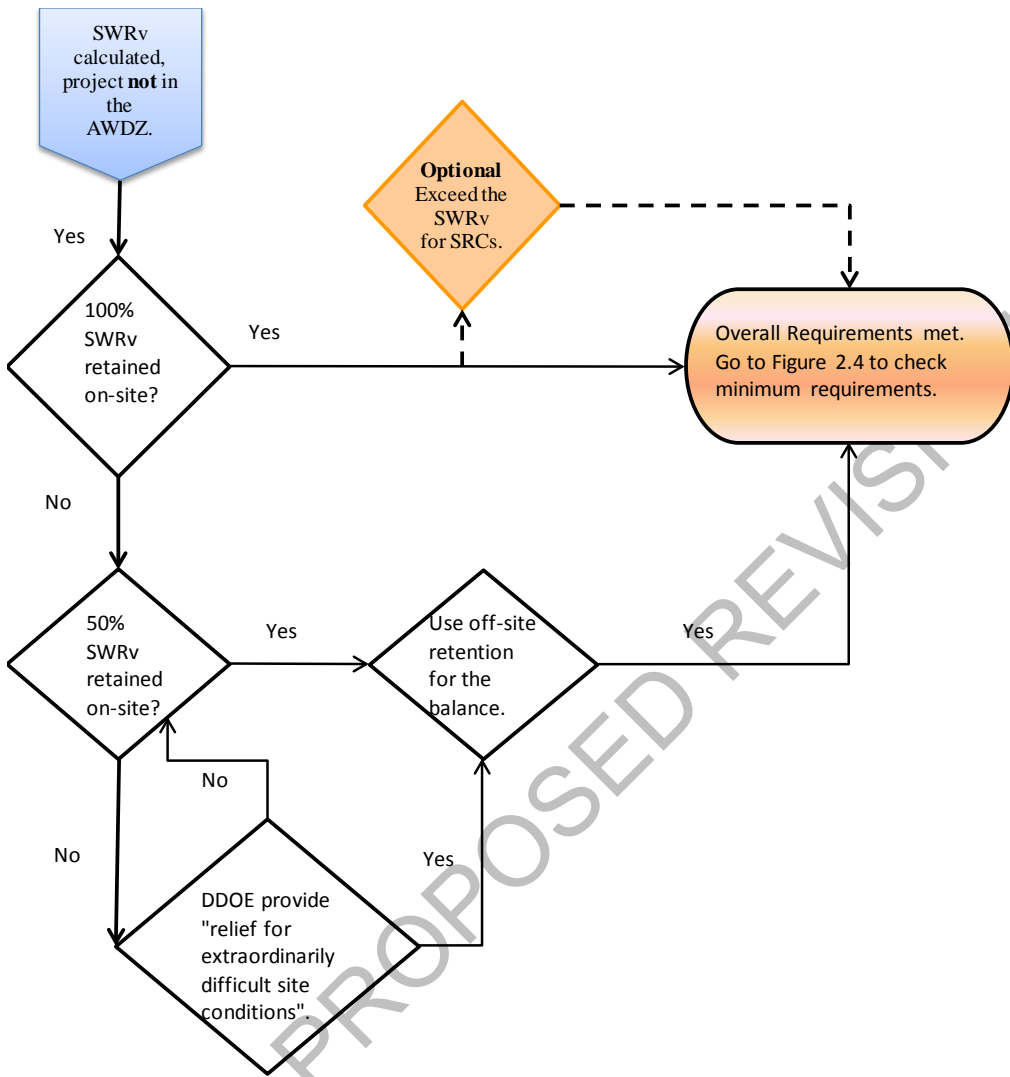 SWRv
calculated,
project not in
the
AWDZ.
Optional
Exceed the
SWRv
for SRCs.
Yes
100%
SWRv
retained
on-site?
Yes
Overall Requirements met.
Go to Figure 2.4 to check
minimum requirements.
No
50%
SWRv
retained
on-site?
Yes
Use off-site
retention
for the
balance.
Yes
No
No
Yes
DDOE provide
"relief for
extraordinarily
difficult site
conditions".
PROPOSED